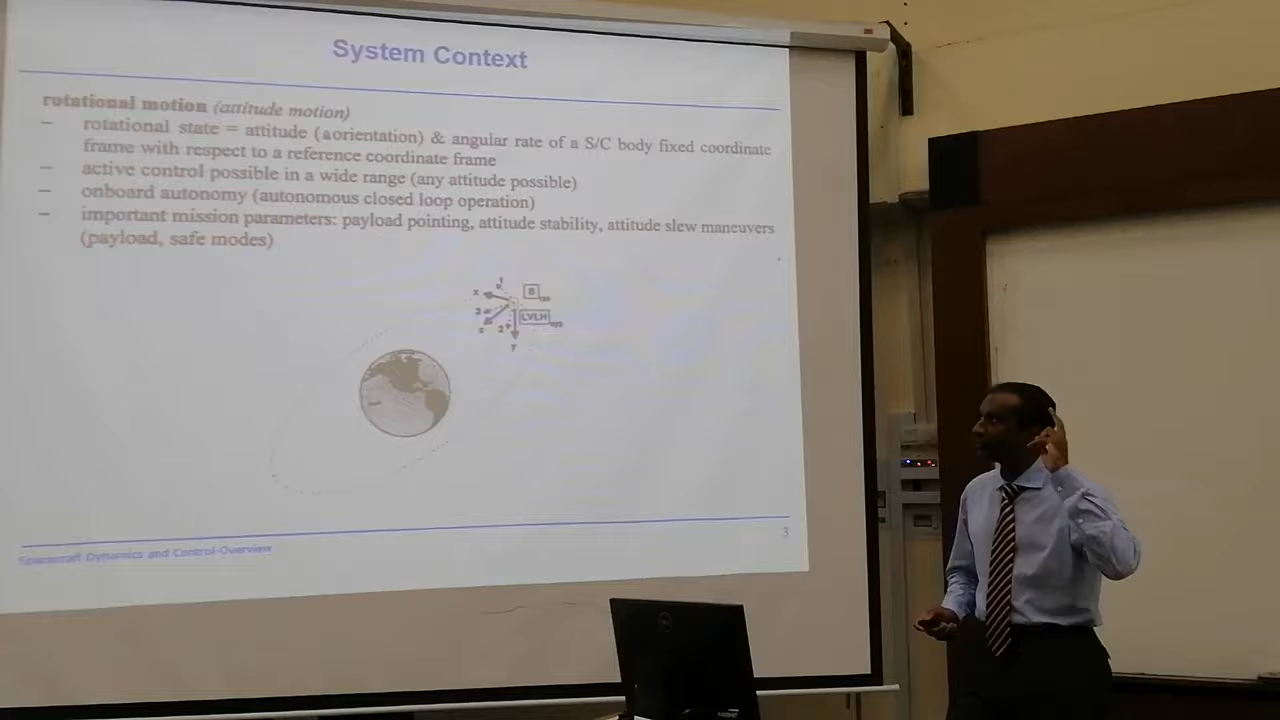 System Context
rotational motion (attitude motion)
– rotational state = attitude (≙orientation) & angular rate of a S/C body fixed coordinate
frame with respect to a reference coordinate frame
– active control possible in a wide range (any attitude possible)
– onboard autonomy (autonomous closed loop operation)
– important mission parameters: payload pointing, attitude stability, attitude slew maneuvers
(payload, safe modes)
x
B
LVLH
z
y
Spacecraft Dynamics and Control-Overview
3